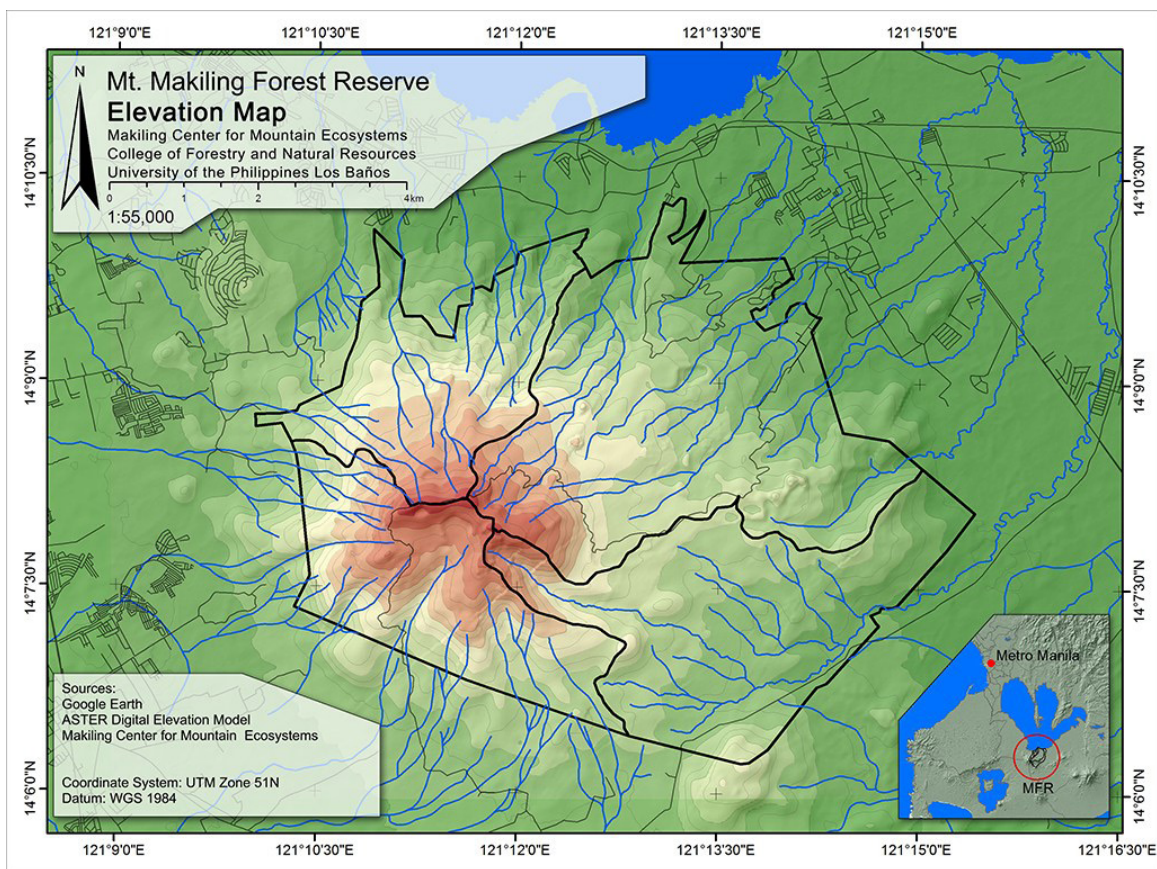 121°9'0"E
121°10'30"E
121°12'0"E
121°13'30"E
121°15'0"E
N
Mt. Makiling Forest Reserve
Elevation Map
Makiling Center for Mountain Ecosystems
College of Forestry and Natural Resources
University of the Philippines Los Baños
0 1 2 4km
1:55,000
14°10'30"N
14°10'30"N
14°9'0"N
14°9'0"N
14°7'30"N
14°7'30"N
14°6'0"N
14°6'0"N
Sources:
Google Earth
ASTER Digital Elevation Model
Makiling Center for Mountain Ecosystems
Coordinate System: UTM Zone 51N
Datum: WGS 1984
Metro Manila
MFR
121°9'0"E
121°10'30"E
121°12'0"E
121°13'30"E
121°15'0"E
121°16'30"E